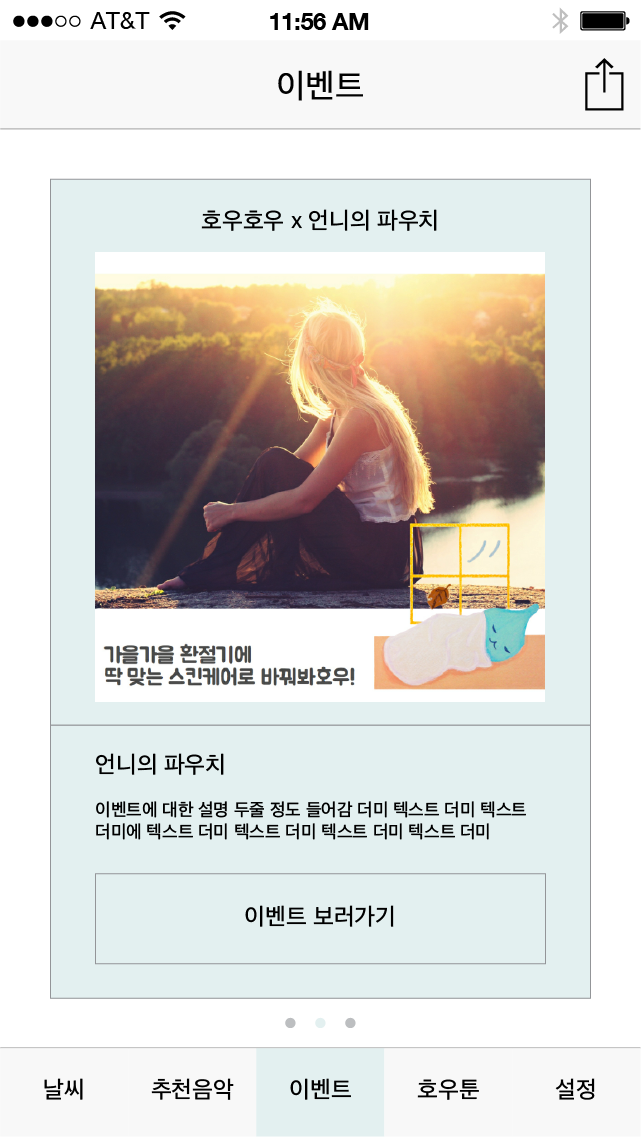 AT&T
11:56 AM
이벤트
호우호우 x 언니의 파우치
가을가을 환절기에
딱 맞는 스킨케어로 바꿔봐호우!
언니의 파우치
이벤트에 대한 설명 두줄 정도 들어감 더미 텍스트 더미 텍스트
더미에 텍스트 더미 텍스트 더미 텍스트 더미 텍스트 더미
이벤트 보러가기
날씨 추천음악 이벤트 호우툰 설정